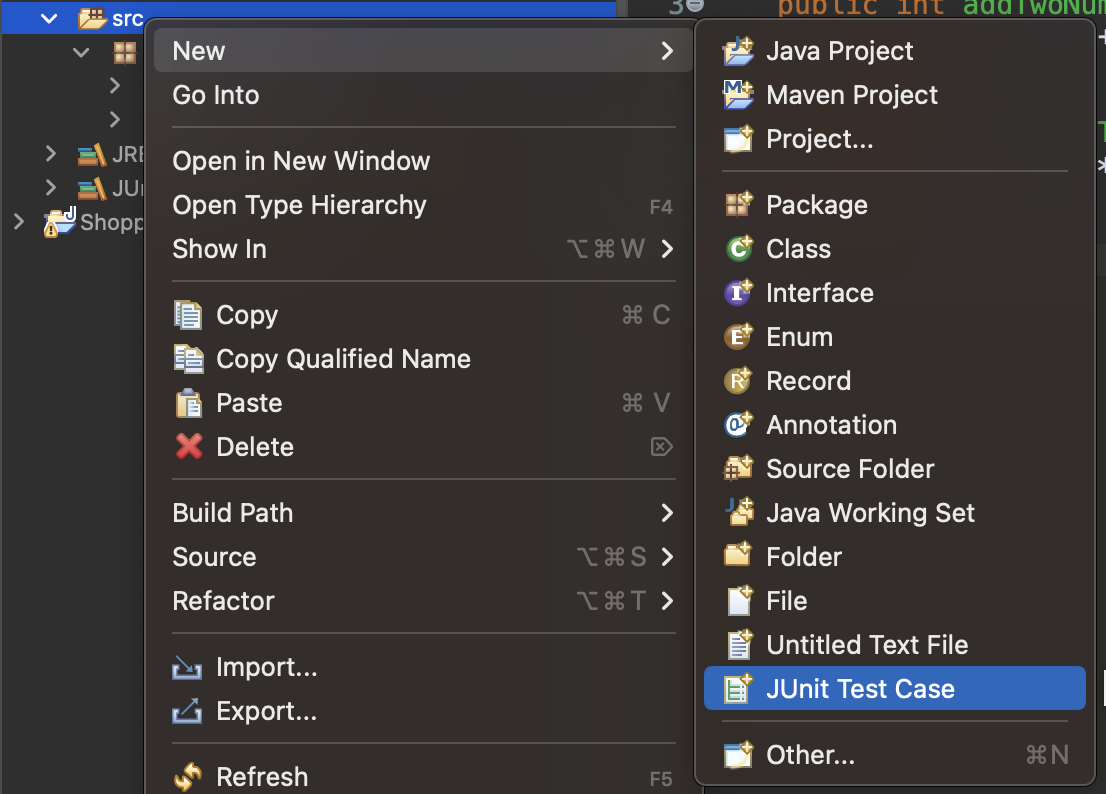 src
JRE
JUn
Shopp
New
Go Into
Open in New Window
Open Type Hierarchy F4
Show In ⌥⌘W
Copy ⌘ C
Copy Qualified Name
Paste ⌘ V
Delete ⌦
Build Path
Source ⌥⌘S
Refactor ⌥⌘T
Import...
Export...
Refresh F5
3 public int addTwoNum
Java Project
Maven Project
Project...
Package
Class
Interface
Enum
Record
Annotation
Source Folder
Java Working Set
Folder
File
Untitled Text File
JUnit Test Case
Other... ⌘N